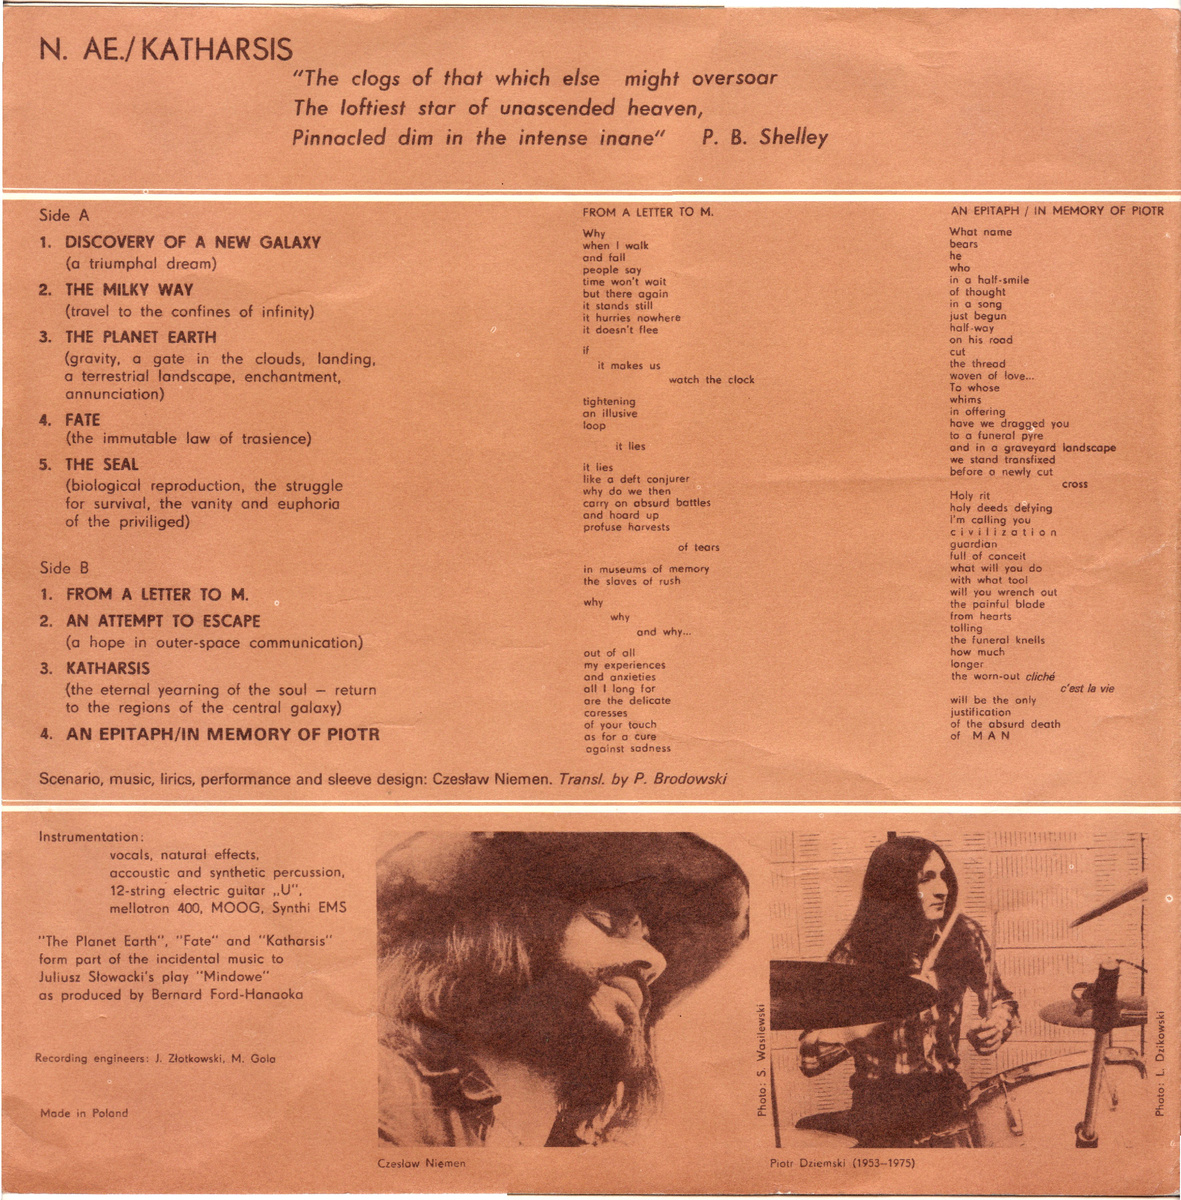 N. AE./KATHARSIS
"The clogs of that which else might oversoar
The loftiest star of unascended heaven,
Pinnacled dim in the intense inane" P. B. Shelley
Side A
1. DISCOVERY OF A NEW GALAXY
(a triumphal dream)
2. THE MILKY WAY
(travel to the confines of infinity)
3. THE PLANET EARTH
(gravity, a gate in the clouds, landing,
a terrestrial landscape, enchantment,
annunciation)
4. FATE
(the immutable law of trasience)
5. THE SEAL
(biological reproduction, the struggle
for survival, the vanity and euphoria
of the priviliged)
Side B
1. FROM A LETTER TO M.
2. AN ATTEMPT TO ESCAPE
(a hope in outer-space communication)
3. KATHARSIS
(the eternal yearning of the soul — return
to the regions of the central galaxy)
4. AN EPITAPH/IN MEMORY OF PIOTR
FROM A LETTER TO M.
Why
when I walk
and fall
people say
time won't wait
but there again
it stands still
it hurries nowhere
it doesn't flee
if
it makes us
watch the clock
tightening
an illusive
loop
it lies
it lies
like a deft conjurer
why do we then
carry on absurd battles
and hoard up
profuse harvests
of tears
in museums of memory
the slaves of rush
why
why
and why...
out of all
my experiences
and anxieties
all I long for
are the delicate
caresses
of your touch
as for a cure
against sadness
AN EPITAPH / IN MEMORY OF PIOTR
What name
bears
he
who
in a half-smile
of thought
in a song
just begun
half-way
on his road
cut
the thread
woven of love...
To whose
whims
in offering
have we dragged you
to a funeral pyre
and in a graveyard landscape
we stand transfixed
before a newly cut
cross
Holy rit
holy deeds defying
I'm calling you
civilization
guardian
full of conceit
what will you do
with what tool
will you wrench out
the painful blade
from hearts
tolling
the funeral knells
how much
longer
the worn-out cliché
c'est la vie
will be the only
justification
of the absurd death
of MAN
Scenario, music, lirics, performance and sleeve design: Czesław Niemen. Transl. by P. Brodowski
Instrumentation:
vocals, natural effects,
accoustic and synthetic percussion,
12-string electric guitar „U",
mellotron 400, MOOG, Synthi EMS
"The Planet Earth", "Fate" and "Katharsis"
form part of the incidental music to
Juliusz Słowacki's play "Mindowe"
as produced by Bernard Ford-Hanaoka
Recording engineers: J. Złotkowski, M. Gola
Made in Poland
Photo: S. Wasilewski
Photo: L. Dzikowski
Czesław Niemen
Piotr Dziemski (1953—1975)